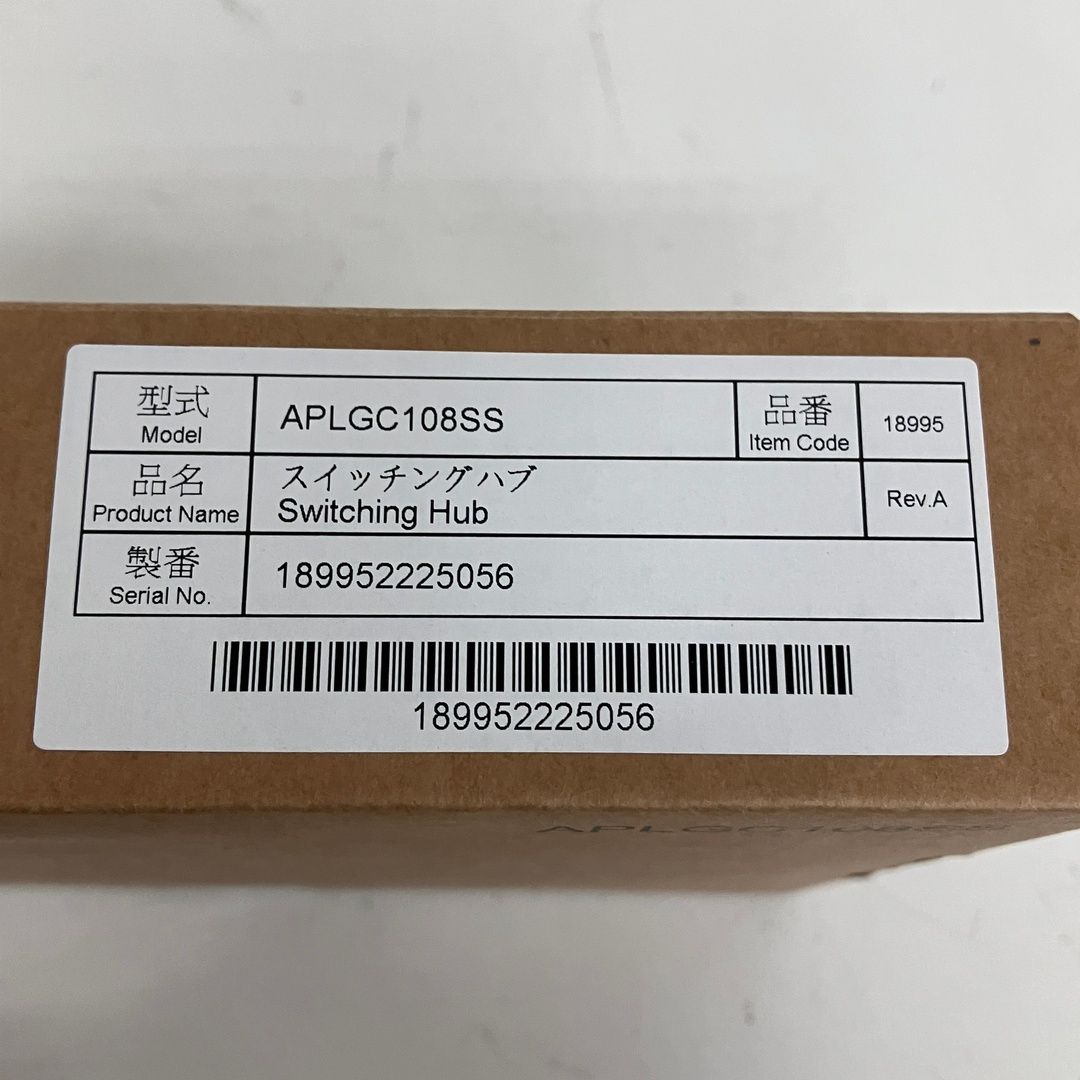 型式
Model
APLGC108SS
品番
Item Code
18995
品名
Product Name
スイッチングハブ
Switching Hub
Rev.A
製番
Serial No.
189952225056
189952225056
APLGC108SS